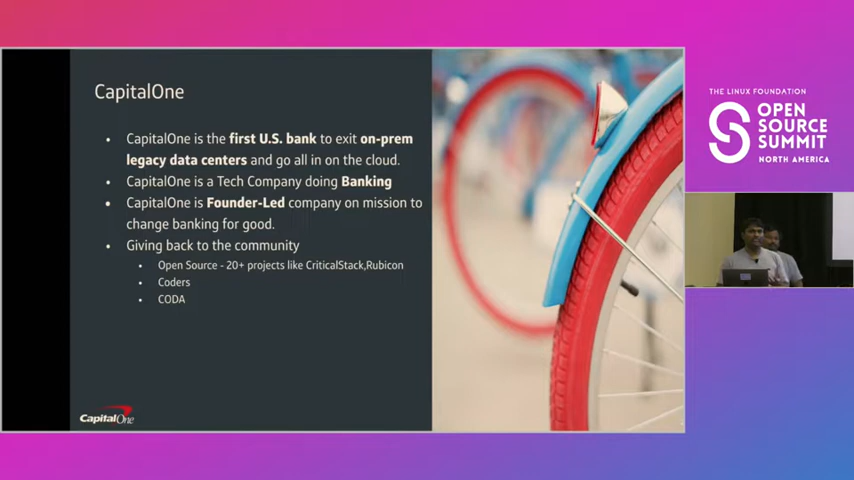 CapitalOne
CapitalOne is the first U.S. bank to exit on-prem
legacy data centers and go all in on the cloud.
CapitalOne is a Tech Company doing Banking
CapitalOne is Founder-Led company on mission to
change banking for good.
Giving back to the community
Open Source - 20+ projects like CriticalStack,Rubicon
Coders
CODA
CapitalOne
THE LINUX FOUNDATION
OPEN
SOURCE
SUMMIT
NORTH AMERICA